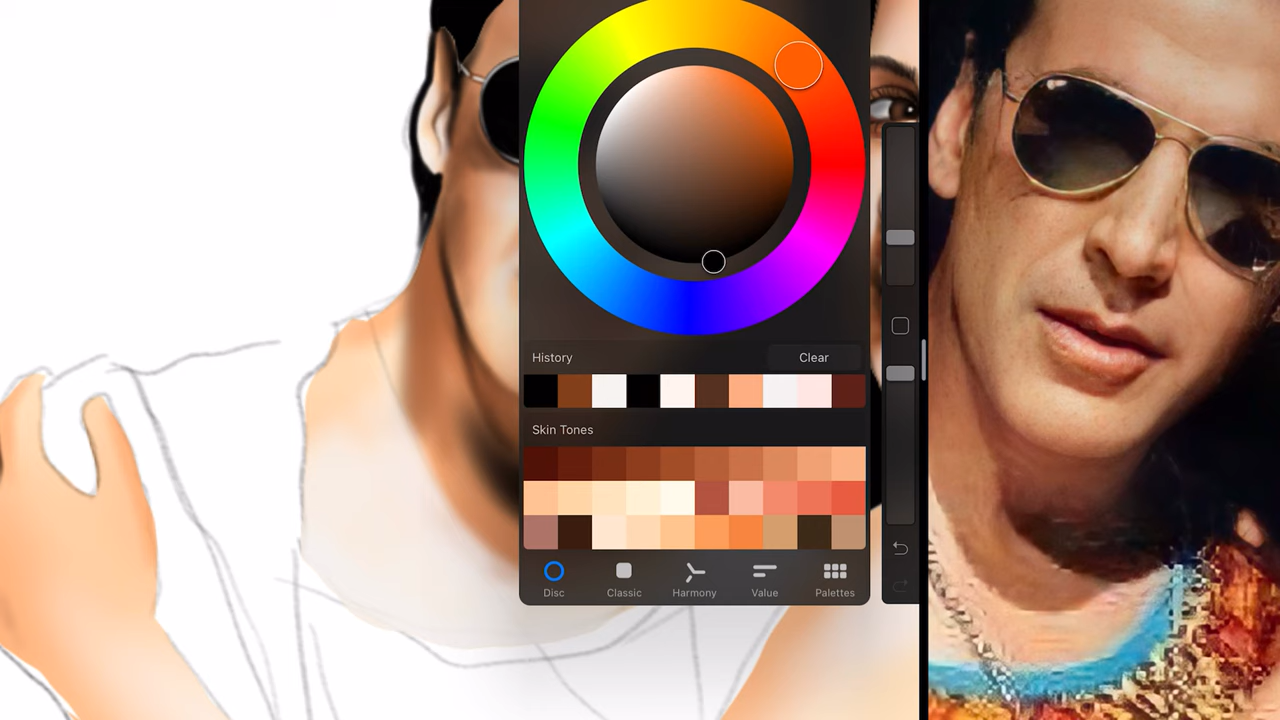 History
Clear
Skin Tones
Disc
Classic
Harmony
Value
Palettes